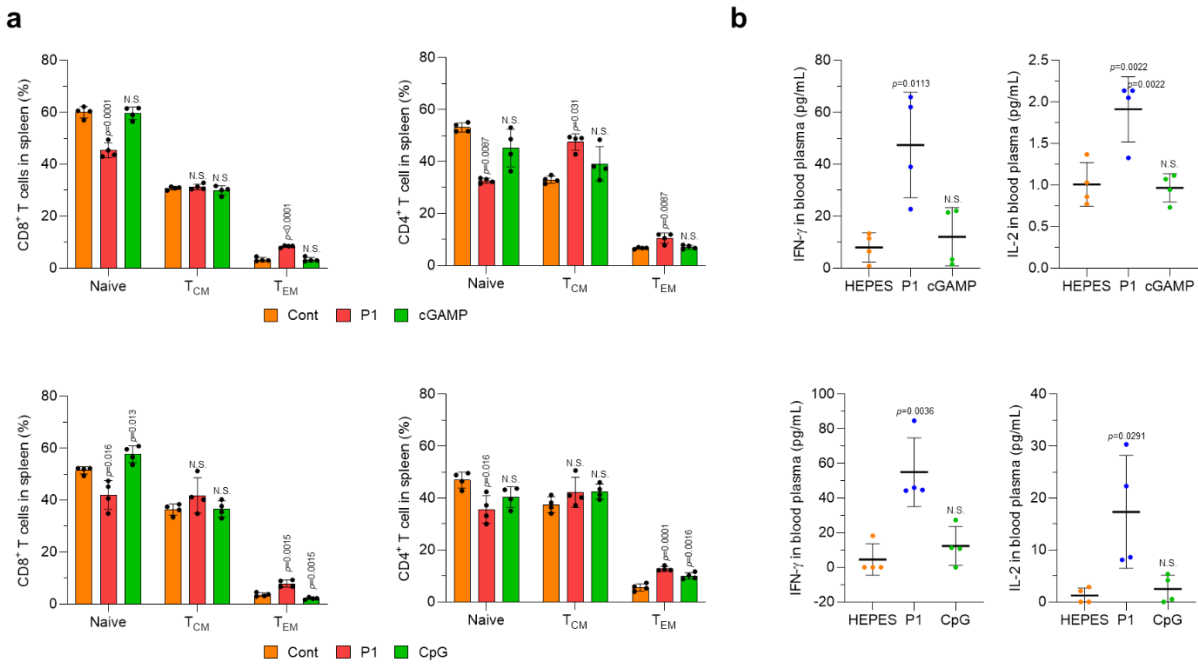 a
CD8+ T cells in spleen (%)
80
60
40
20
0
p=0.0001
N.S.
N.S.
N.S.
p<0.0001
N.S.
Naive
TCM
TEM
CD4+ T cell in spleen (%)
80
60
40
20
0
p=0.0087
N.S.
p=0.031
N.S.
p=0.0087
N.S.
Naive
TCM
TEM
Cont
P1
cGAMP
b
IFN-γ in blood plasma (pg/mL)
80
60
40
20
0
p=0.0113
N.S.
HEPES
P1
cGAMP
IL-2 in blood plasma (pg/mL)
2.5
2.0
1.5
1.0
0.5
0.0
p=0.0022
p=0.0022
N.S.
HEPES
P1
cGAMP
CD8+ T cells in spleen (%)
80
60
40
20
0
p=0.016
p=0.013
N.S.
N.S.
p=0.0015
p=0.0015
Naive
TCM
TEM
CD4+ T cell in spleen (%)
80
60
40
20
0
p=0.016
N.S.
N.S.
N.S.
p=0.0001
p=0.0016
Naive
TCM
TEM
Cont
P1
CpG
IFN-γ in blood plasma (pg/mL)
100
80
60
40
20
0
-20
p=0.0036
N.S.
HEPES
P1
CpG
IL-2 in blood plasma (pg/mL)
40
30
20
10
0
p=0.0291
N.S.
HEPES
P1
CpG